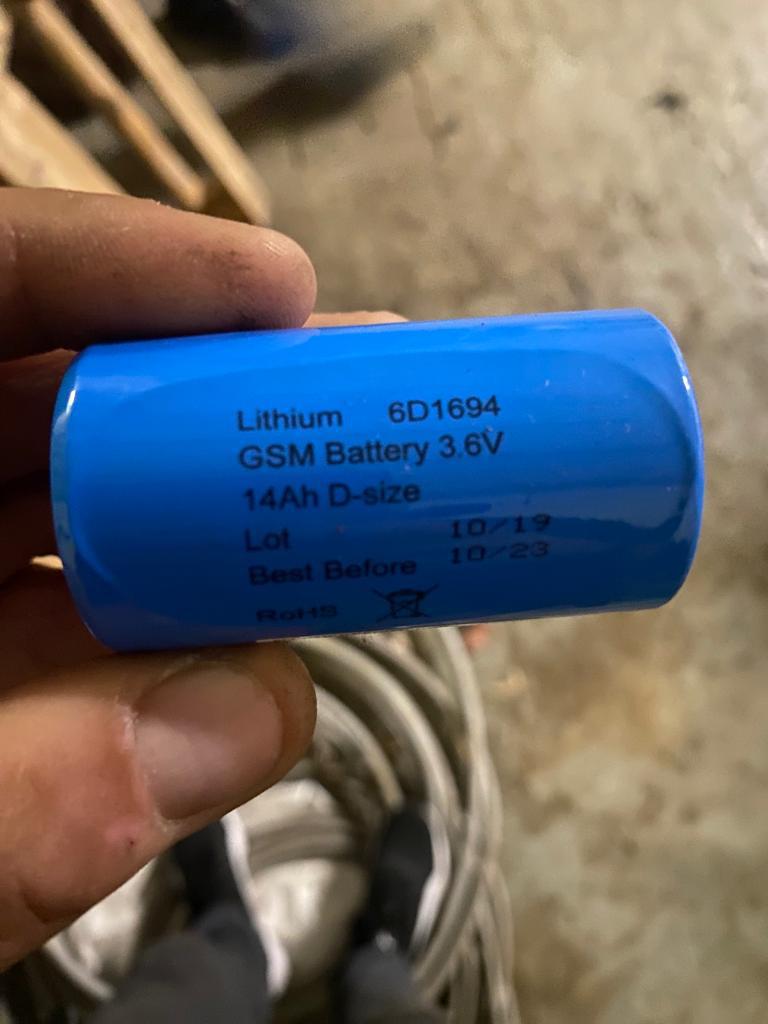 Lithium 6D1694
GSM Battery 3.6V
14Ah D-size
Lot 10/19
Best Before 10/23
RoHS